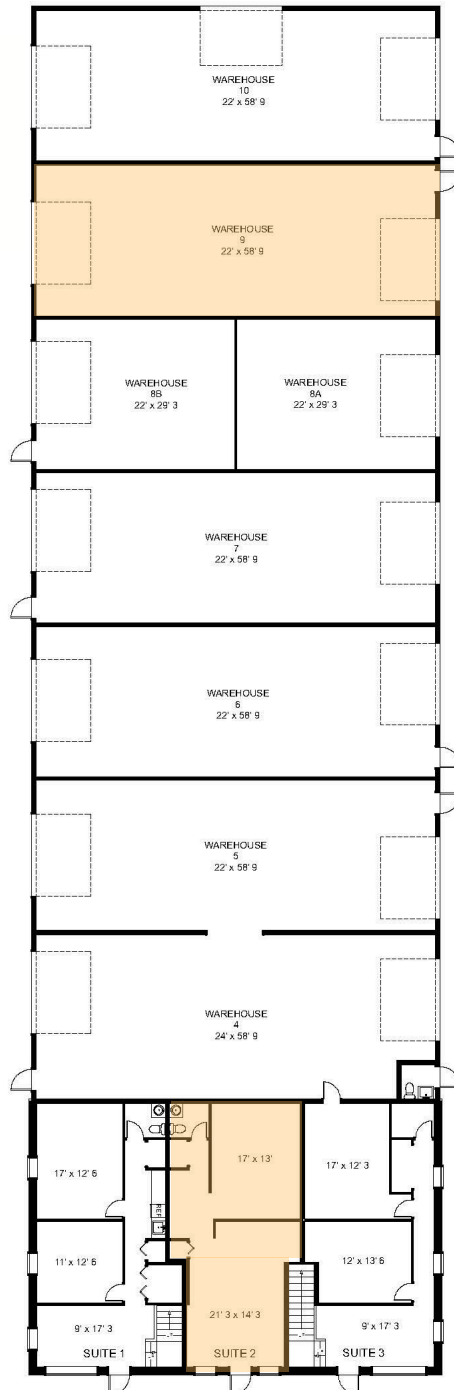 WAREHOUSE
10
22' x 58' 9
WAREHOUSE
9
22' x 58' 9
WAREHOUSE
8B
22' x 29' 3
WAREHOUSE
8A
22' x 29' 3
WAREHOUSE
7
22' x 58' 9
WAREHOUSE
6
22' x 58' 9
WAREHOUSE
5
22' x 58' 9
WAREHOUSE
4
24' x 58' 9
17' x 12' 6
17' x 13'
17' x 12' 3
REF
11' x 12' 6
12' x 13' 6
9' x 17' 3
21' 3 x 14' 3
9' x 17' 3
SUITE 1
SUITE 2
SUITE 3